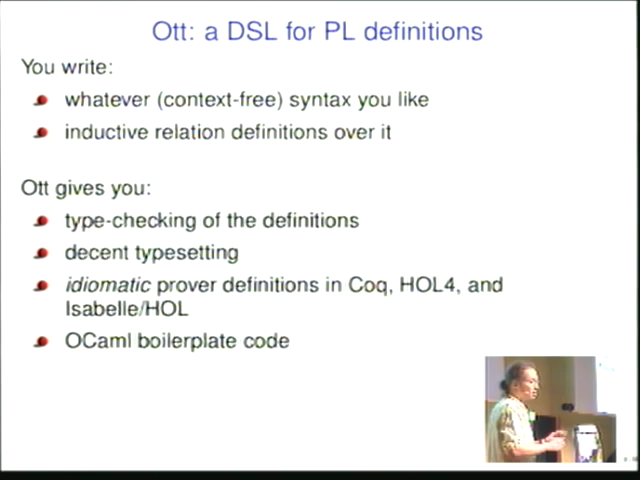 Ott: a DSL for PL definitions
You write:
whatever (context-free) syntax you like
inductive relation definitions over it
Ott gives you:
type-checking of the definitions
decent typesetting
idiomatic prover definitions in Coq, HOL4, and
Isabelle/HOL
OCaml boilerplate code